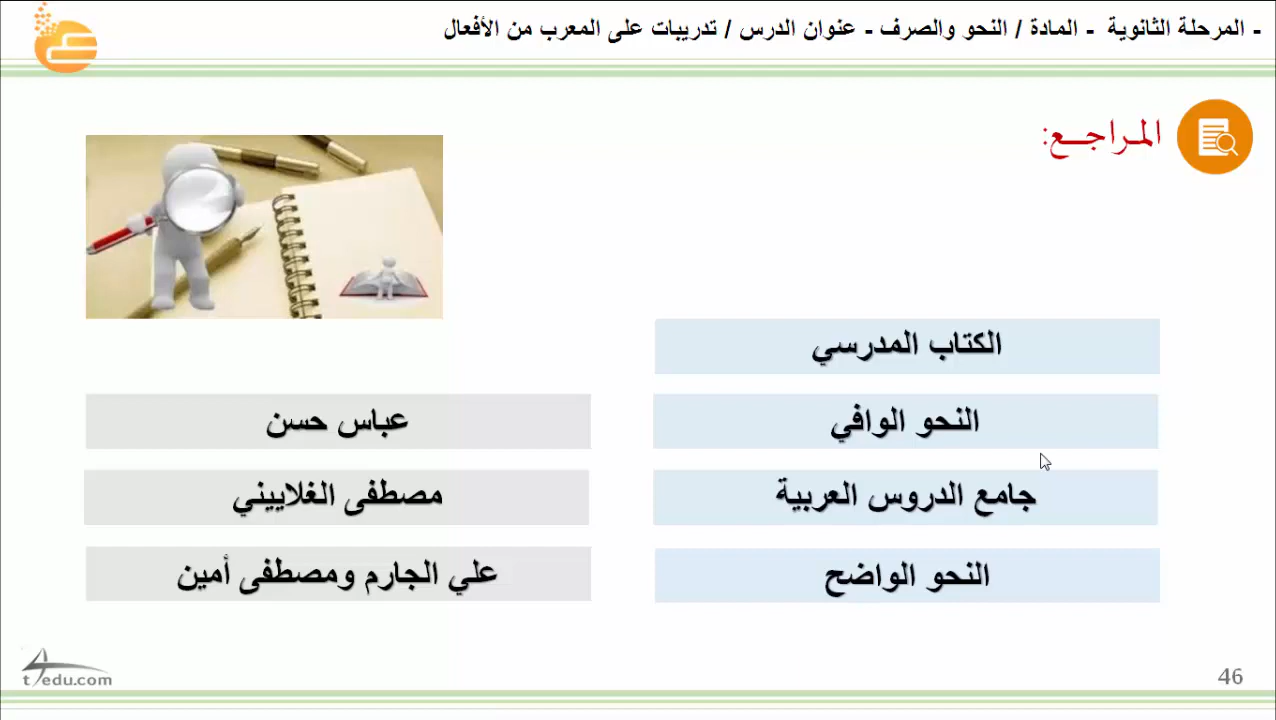 - المرحلة الثانوية - المادة / النحو والصرف - عنوان الدرس / تدريبات على المعرب من الأفعال
المراجع:
الكتاب المدرسي
النحو الوافي
عباس حسن
جامع الدروس العربية
مصطفى الغلاييني
النحو الواضح
علي الجارم ومصطفى أمين
t4edu.com
46